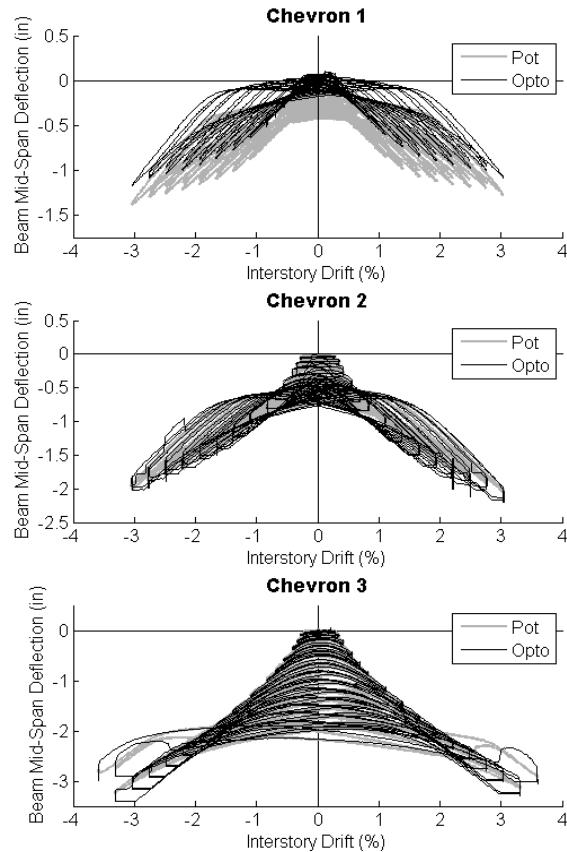 Chevron 1
Beam Mid-Span Deflection (in)
0.5
0
-0.5
-1
-1.5
Pot
Opto
-4 -3 -2 -1 0 1 2 3 4
Interstory Drift (%)
Chevron 2
Beam Mid-Span Deflection (in)
0.5
0
-0.5
-1
-1.5
-2
-2.5
Pot
Opto
-4 -3 -2 -1 0 1 2 3 4
Interstory Drift (%)
Chevron 3
Beam Mid-Span Deflection (in)
0
-1
-2
-3
Pot
Opto
-4 -3 -2 -1 0 1 2 3 4
Interstory Drift (%)